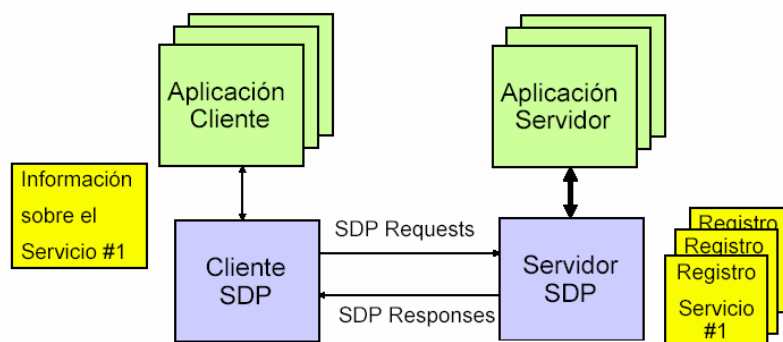 Aplicación
Cliente
Aplicación
Servidor
Información
sobre el
Servicio #1
SDP Requests
Cliente
SDP
Servidor
SDP
SDP Responses
Registro
Registro
Registro
Servicio
#1